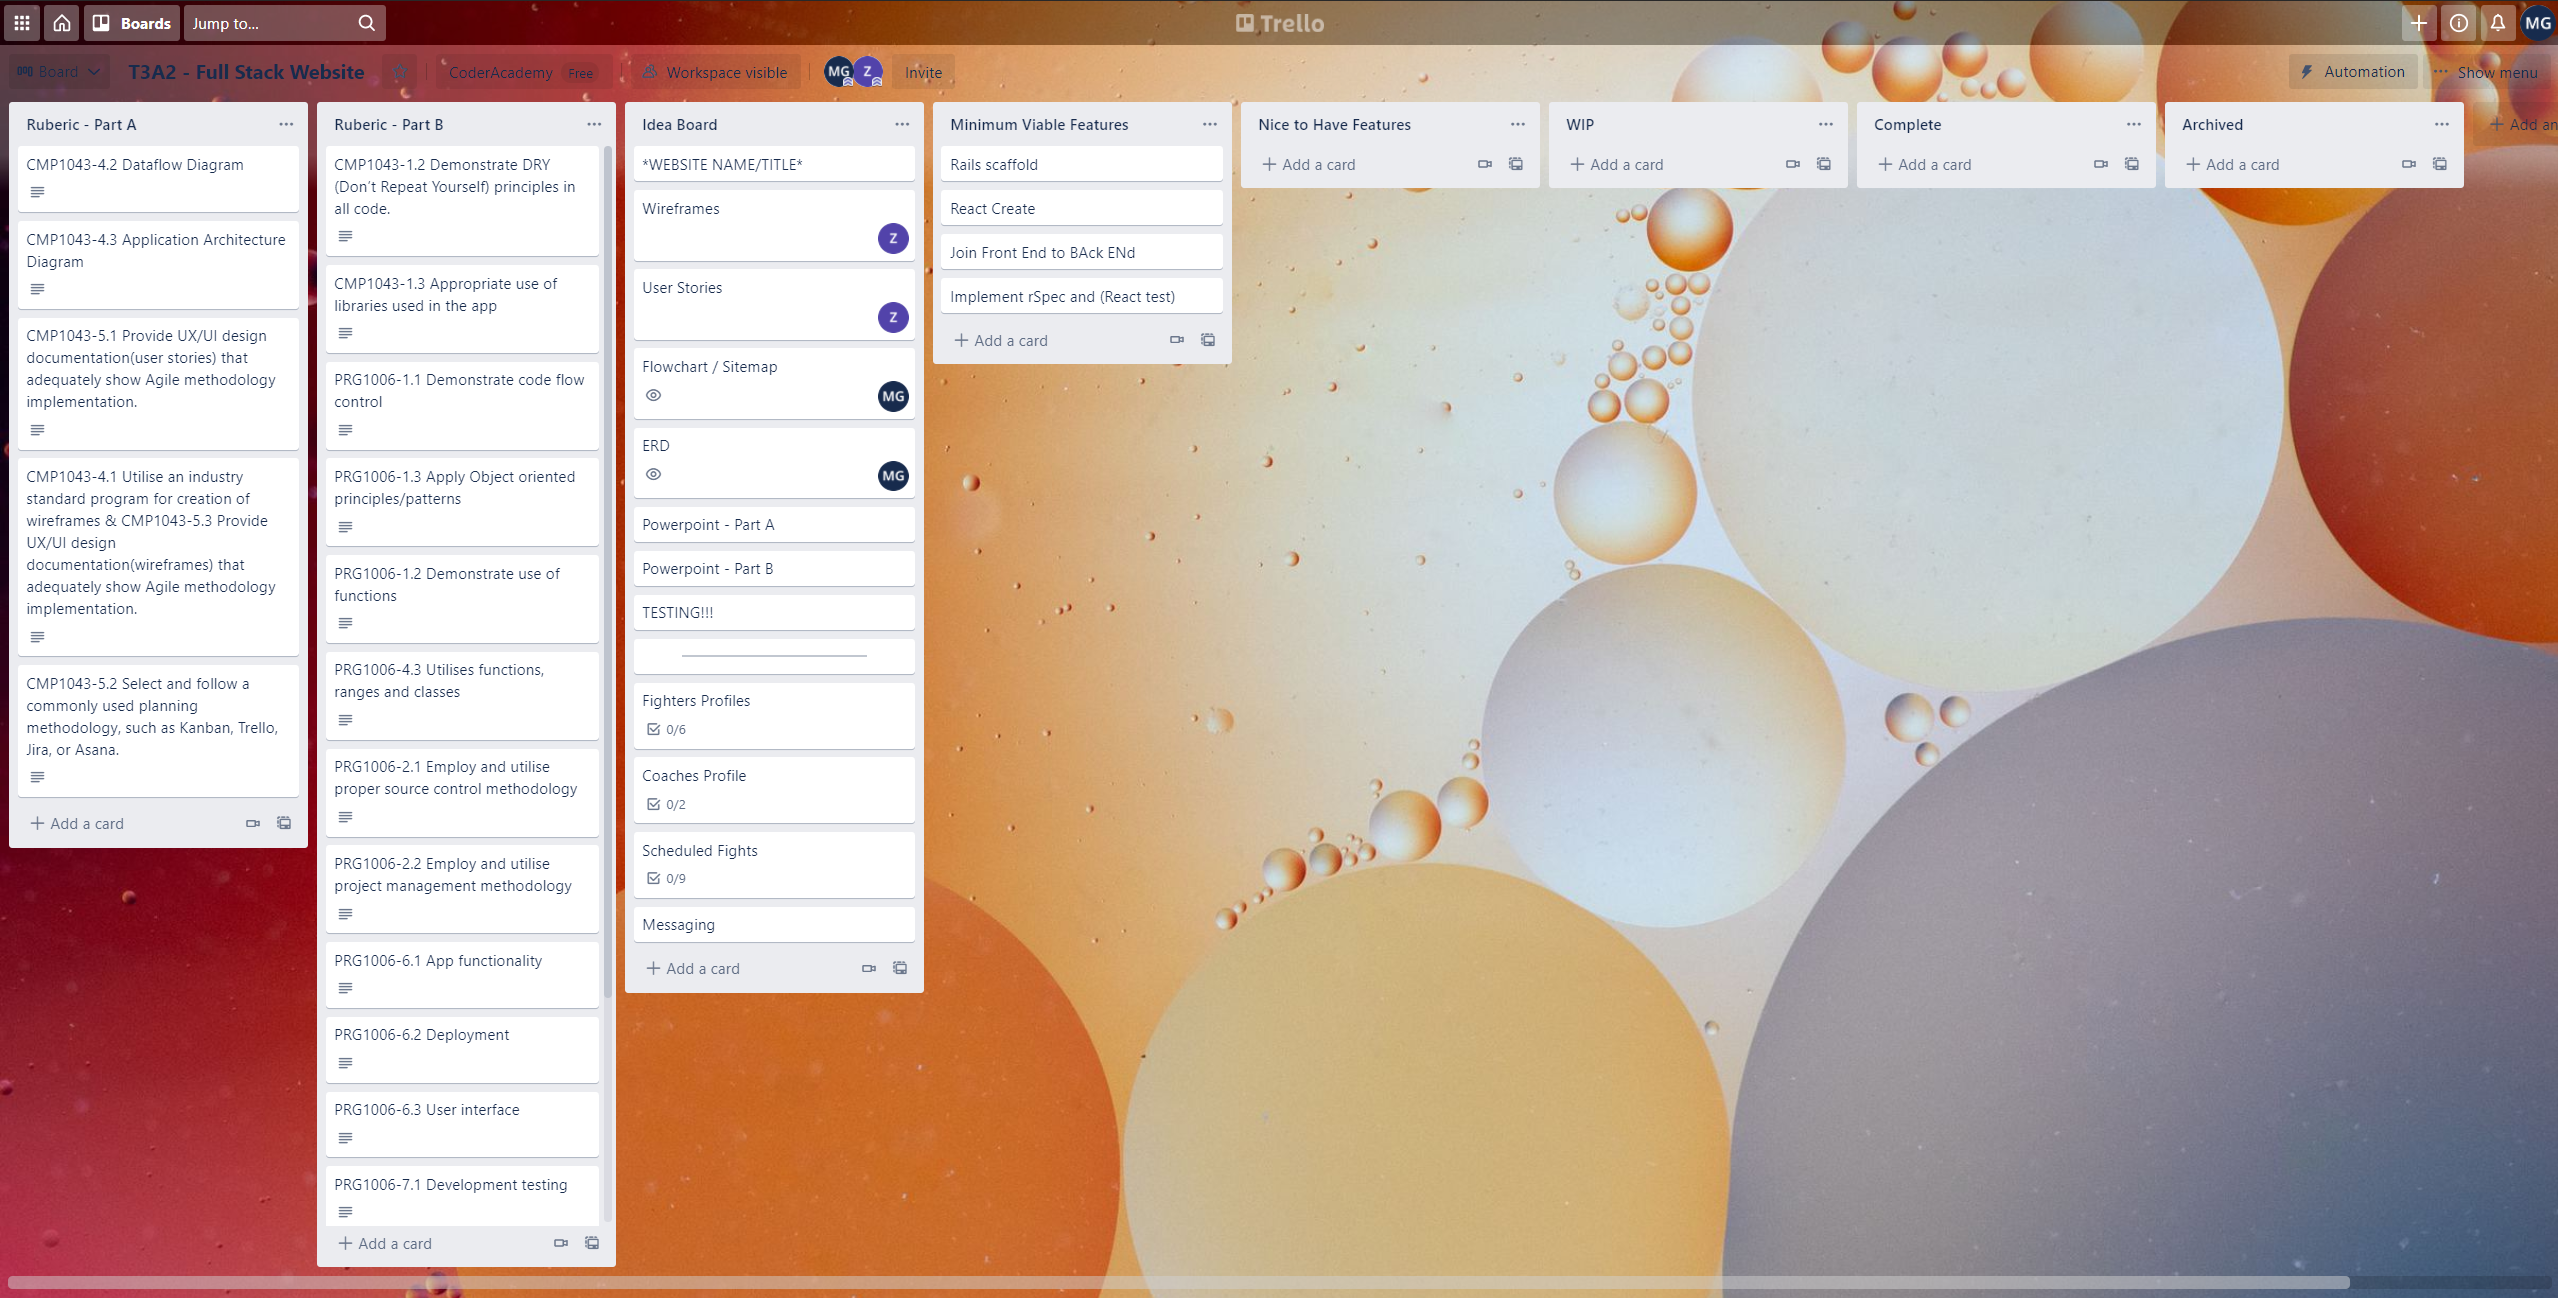 Boards
Jump to...
Trello
MG
Board
T3A2 - Full Stack Website
CoderAcademy Free
Workspace visible
MG
Z
Invite
Automation
Show menu
Ruberic - Part A
CMP1043-4.2 Dataflow Diagram
CMP1043-4.3 Application Architecture
Diagram
CMP1043-5.1 Provide UX/UI design
documentation(user stories) that
adequately show Agile methodology
implementation.
CMP1043-4.1 Utilise an industry
standard program for creation of
wireframes & CMP1043-5.3 Provide
UX/UI design
documentation(wireframes) that
adequately show Agile methodology
implementation.
CMP1043-5.2 Select and follow a
commonly used planning
methodology, such as Kanban, Trello,
Jira, or Asana.
Add a card
Ruberic - Part B
CMP1043-1.2 Demonstrate DRY
(Don’t Repeat Yourself) principles in
all code.
CMP1043-1.3 Appropriate use of
libraries used in the app
PRG1006-1.1 Demonstrate code flow
control
PRG1006-1.3 Apply Object oriented
principles/patterns
PRG1006-1.2 Demonstrate use of
functions
PRG1006-4.3 Utilises functions,
ranges and classes
PRG1006-2.1 Employ and utilise
proper source control methodology
PRG1006-2.2 Employ and utilise
project management methodology
PRG1006-6.1 App functionality
PRG1006-6.2 Deployment
PRG1006-6.3 User interface
PRG1006-7.1 Development testing
Add a card
Idea Board
*WEBSITE NAME/TITLE*
Wireframes
Z
User Stories
Z
Flowchart / Sitemap
MG
ERD
MG
Powerpoint - Part A
Powerpoint - Part B
TESTING!!!
Fighters Profiles
0/6
Coaches Profile
0/2
Scheduled Fights
0/9
Messaging
Add a card
Minimum Viable Features
Rails scaffold
React Create
Join Front End to BAck ENd
Implement rSpec and (React test)
Add a card
Nice to Have Features
Add a card
WIP
Add a card
Complete
Add a card
Archived
Add a card
Add an